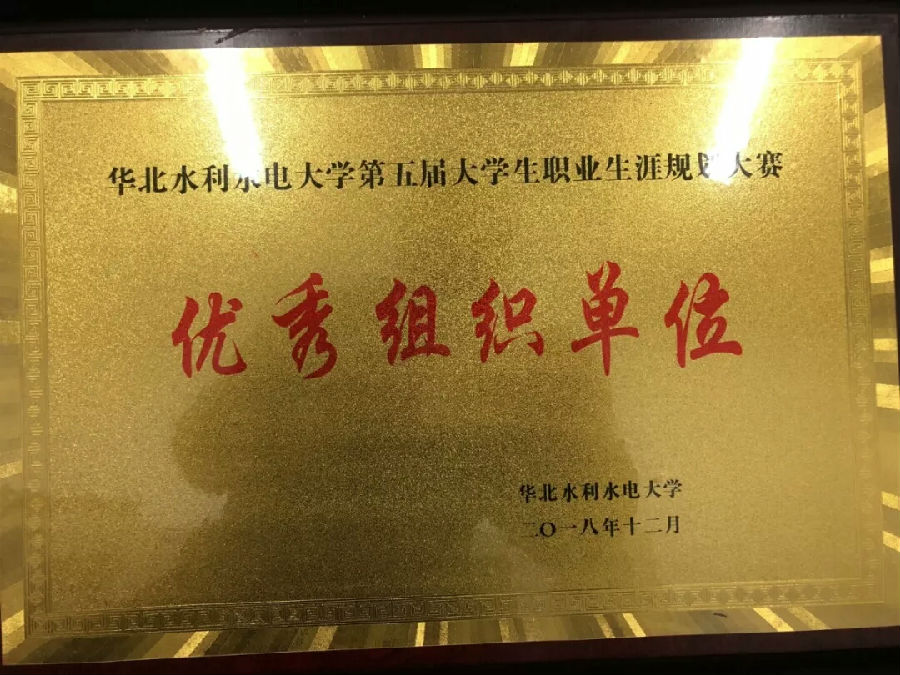 华北水利水电大学第五届大学生职业生涯规划大赛
优秀组织单位
华北水利水电大学
二〇一八年十二月